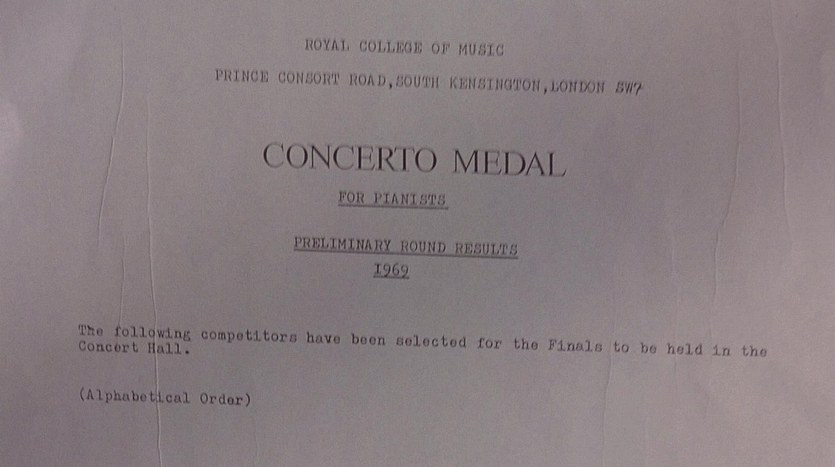 ROYAL COLLEGE OF MUSIC
PRINCE CONSORT ROAD,SOUTH KENSINGTON,LONDON SW7
CONCERTO MEDAL
FOR PIANISTS
PRELIMINARY ROUND RESULTS
1969
The following competitors have been selected for the Finals to be held in the
Concert Hall.
(Alphabetical Order)